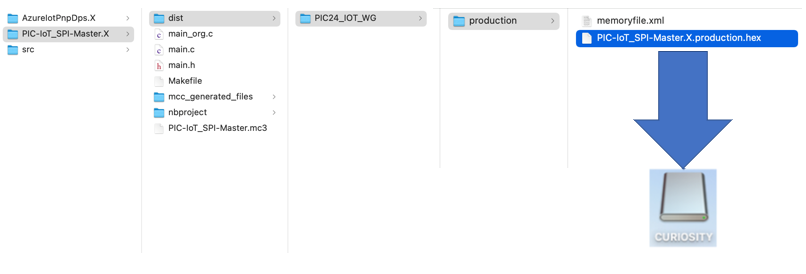 AzureIotPnpDps.X
PIC-IoT_SPI-Master.X
src
dist
main_org.c
main.c
main.h
Makefile
mcc_generated_files
nbproject
PIC-IoT_SPI-Master.mc3
PIC24_IOT_WG
production
memoryfile.xml
PIC-IoT_SPI-Master.X.production.hex
CURIOSITY